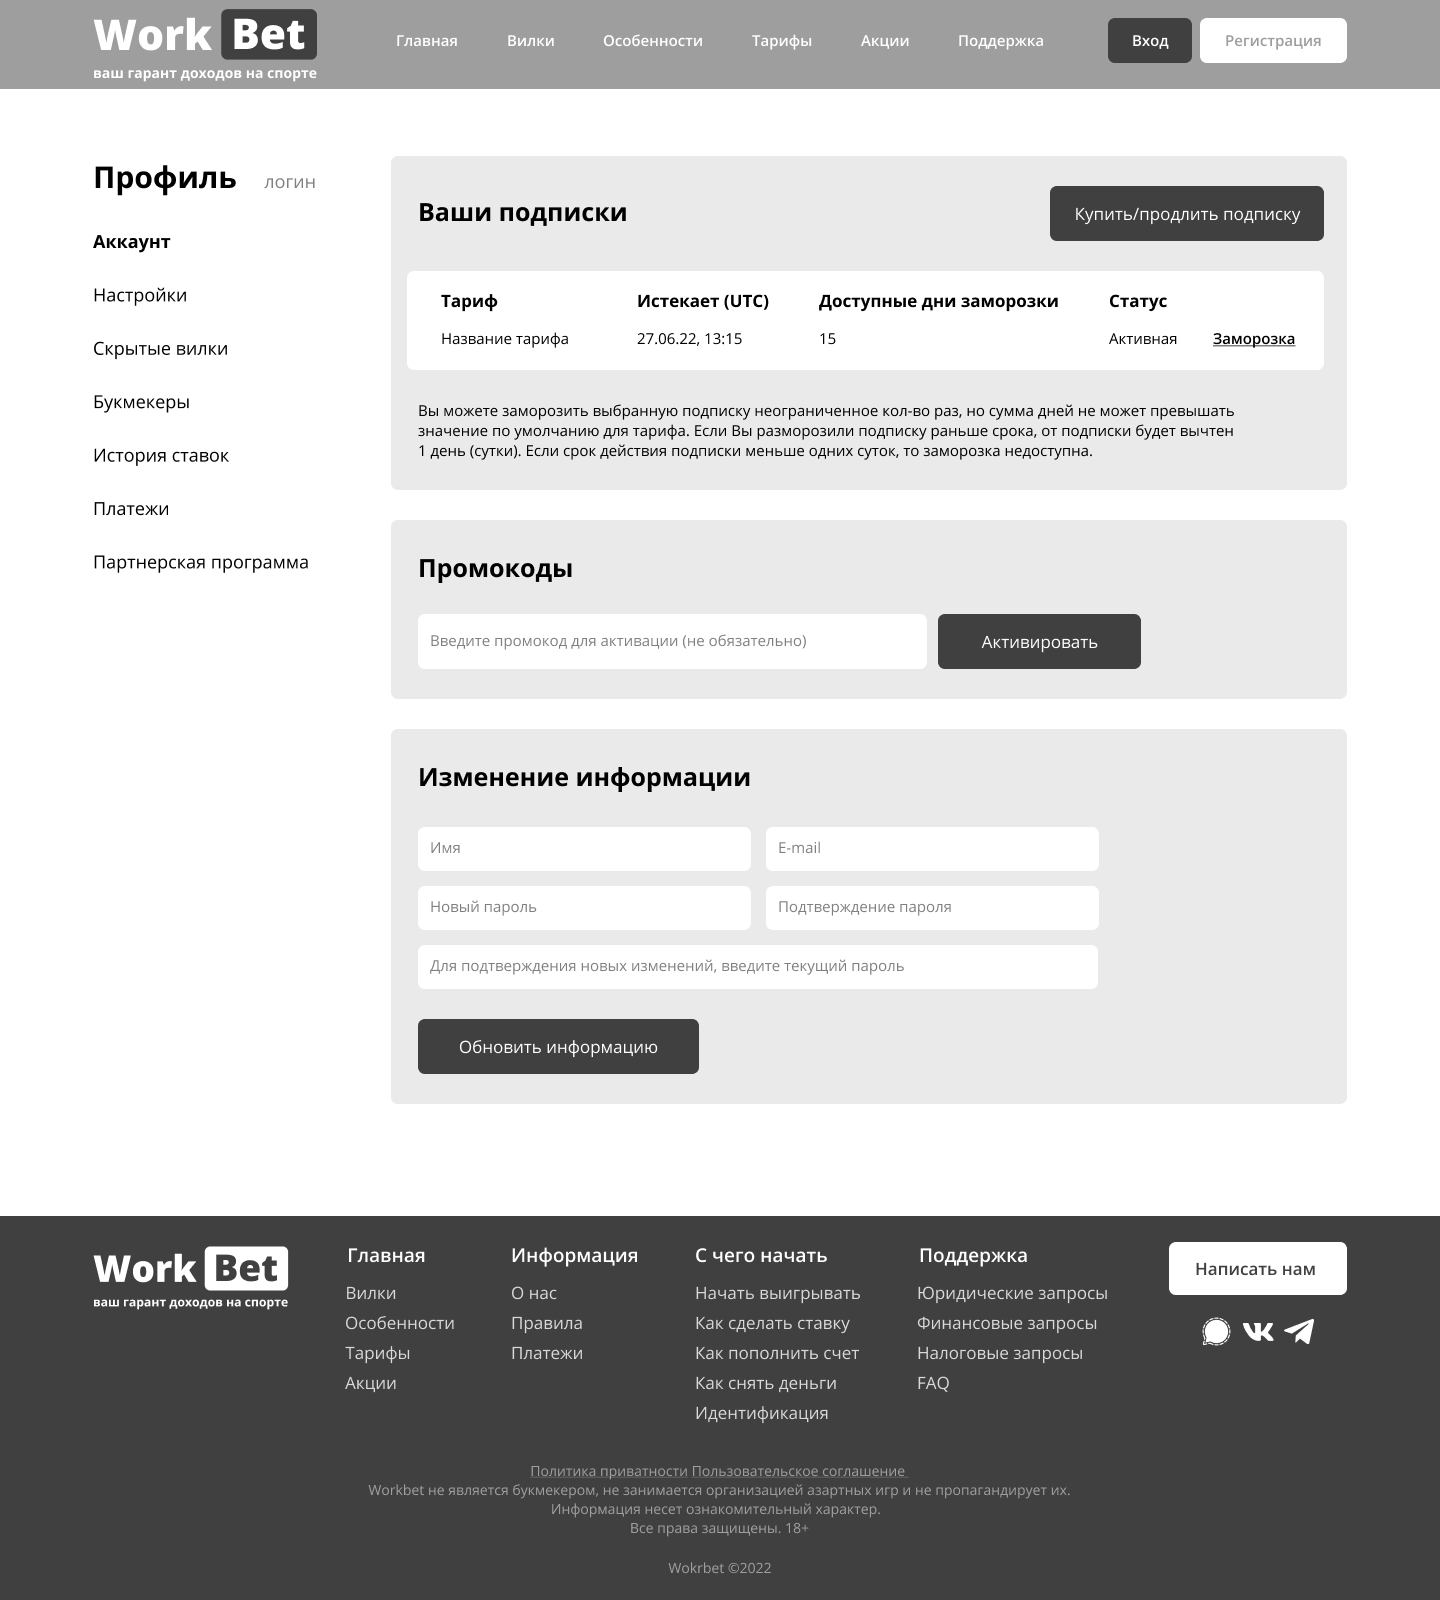 Work Bet
ваш гарант доходов на спорте
Главная Вилки Особенности Тарифы Акции Поддержка Вход Регистрация
Профиль логин
Аккаунт
Настройки
Скрытые вилки
Букмекеры
История ставок
Платежи
Партнерская программа
Ваши подписки
Купить/продлить подписку
Тариф Истекает (UTC) Доступные дни заморозки Статус
Название тарифа 27.06.22, 13:15 15 Активная Заморозка
Вы можете заморозить выбранную подписку неограниченное кол-во раз, но сумма дней не может превышать
значение по умолчанию для тарифа. Если Вы разморозили подписку раньше срока, от подписки будет вычтен
1 день (сутки). Если срок действия подписки меньше одних суток, то заморозка недоступна.
Промокоды
Введите промокод для активации (не обязательно) Активировать
Изменение информации
Имя E-mail
Новый пароль Подтверждение пароля
Для подтверждения новых изменений, введите текущий пароль
Обновить информацию
Work Bet
ваш гарант доходов на спорте
Главная
Вилки
Особенности
Тарифы
Акции
Информация
О нас
Правила
Платежи
С чего начать
Начать выигрывать
Как сделать ставку
Как пополнить счет
Как снять деньги
Идентификация
Поддержка
Юридические запросы
Финансовые запросы
Налоговые запросы
FAQ
Написать нам
Политика приватности Пользовательское соглашение
Workbet не является букмекером, не занимается организацией азартных игр и не пропагандирует их.
Информация несет ознакомительный характер.
Все права защищены. 18+
Wokrbet ©2022